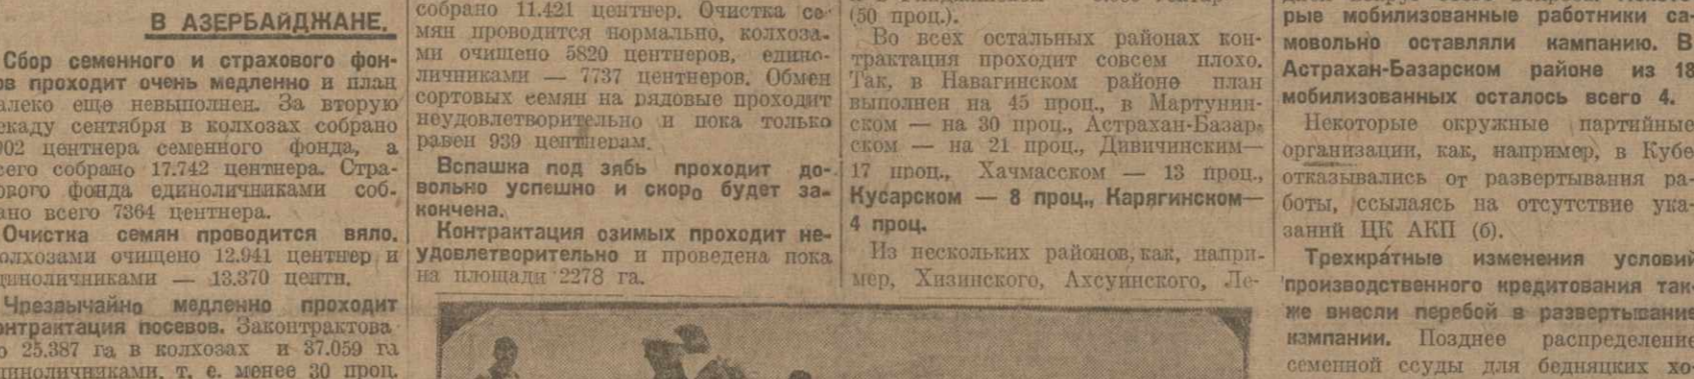 В АЗЕРБАЙДЖАНЕ.
Сбор семенного и страхового фон-
ов проходит очень медленно и план
алеко еще невыполнен. За вторую
екаду сентября в колхозах собрано
902 центнера семенного фонда, а
сего собрано 17.742 центнера. Стра-
ового фонда единоличниками соб-
ано всего 7364 центнера.
Очистка семян проводится вяло.
олхозами очищено 12.941 центнер и
диноличниками — 13.370 центн.
Чрезвычайно медленно проходит
онтрактация посевов. Законтрактова
о 25.387 га в колхозах и 37.059 га
диноличниками, т. е. менее 30 проц.
собрано 11.421 центнер. Очистка се-
мян проводится нормально, колхоза-
ми очищено 5820 центнеров, едино-
личниками — 7737 центнеров. Обмен
сортовых семян на рядовые проходит
неудовлетворительно и пока только
равен 939 центнерам.
Вспашка под зябь проходит до-
вольно успешно и скоро будет за-
кончена.
Контрактация озимых проходит не-
удовлетворительно и проведена пока
на площади 2278 га.
(50 проц.).
Во всех остальных районах кон-
трактация проходит совсем плохо.
Так, в Навагинском районе план
выполнен на 45 проц., в Мартунин-
ском — на 30 проц., Астрахан-Базар-
ском — на 21 проц., Дивичинским—
17 проц., Хачмасском — 13 проц.,
Кусарском — 8 проц., Карягинском—
4 проц.
Из нескольких районов, как, напри-
мер, Хизинского, Ахсуинского, Ле-
рые мобилизованные работники са-
мовольно оставляли кампанию. В
Астрахан-Базарском районе из 18
мобилизованных осталось всего 4.
Некоторые окружные партийные
организации, как, например, в Кубе
отказывались от развертывания ра-
боты, ссылаясь на отсутствие ука-
заний ЦК АКП (б).
Трехкратные изменения условий
производственного кредитования так-
же внесли перебой в развертывание
кампании. Позднее распределение
семенной ссуды для бедняцких хо-